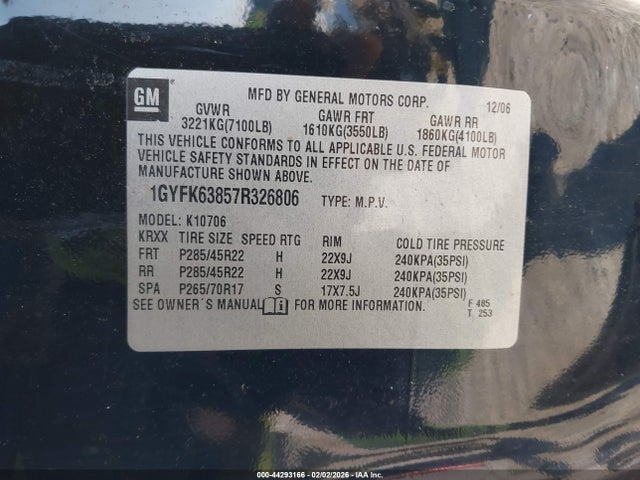 GM
MFD BY GENERAL MOTORS CORP. 12/06
GVWR GAWR FRT GAWR RR
3221KG(7100LB) 1610KG(3550LB) 1860KG(4100LB)
THIS VEHICLE CONFORMS TO ALL APPLICABLE U.S. FEDERAL MOTOR
VEHICLE SAFETY STANDARDS IN EFFECT ON THE DATE OF
MANUFACTURE SHOWN ABOVE.
1GYFK63857R326806 TYPE: M.P.V.
MODEL: K10706
KRXX TIRE SIZE SPEED RTG RIM COLD TIRE PRESSURE
FRT P285/45R22 H 22X9J 240KPA(35PSI)
RR P285/45R22 H 22X9J 240KPA(35PSI)
SPA P265/70R17 S 17X7.5J 240KPA(35PSI)
SEE OWNER´S MANUAL FOR MORE INFORMATION.
F 485
T 253
000-44293166 - 02/02/2026 - IAAI, Inc.